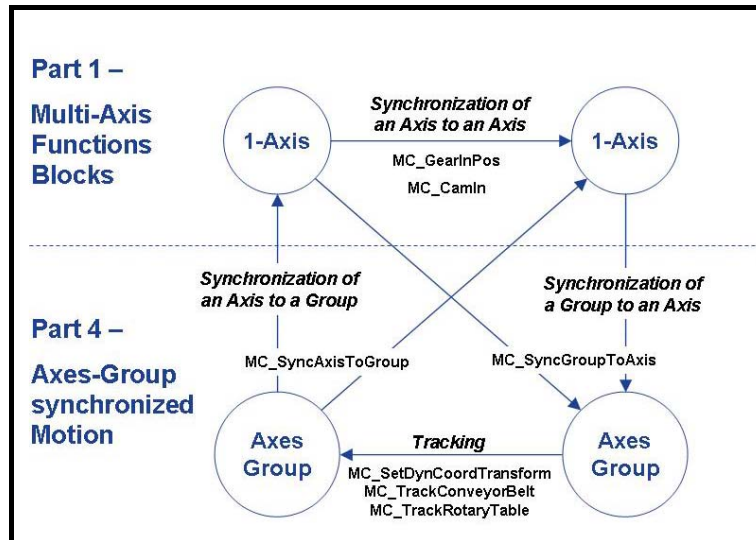 Part 1 –
Multi-Axis
Functions
Blocks
Synchronization of
an Axis to an Axis
1-Axis
1-Axis
MC_GearInPos
MC_CamIn
Synchronization of
an Axis to a Group
Synchronization of
a Group to an Axis
Part 4 –
Axes-Group
synchronized
Motion
MC_SyncAxisToGroup
MC_SyncGroupToAxis
Axes
Group
Tracking
MC_SetDynCoordTransform
MC_TrackConveyorBelt
MC_TrackRotaryTable
Axes
Group